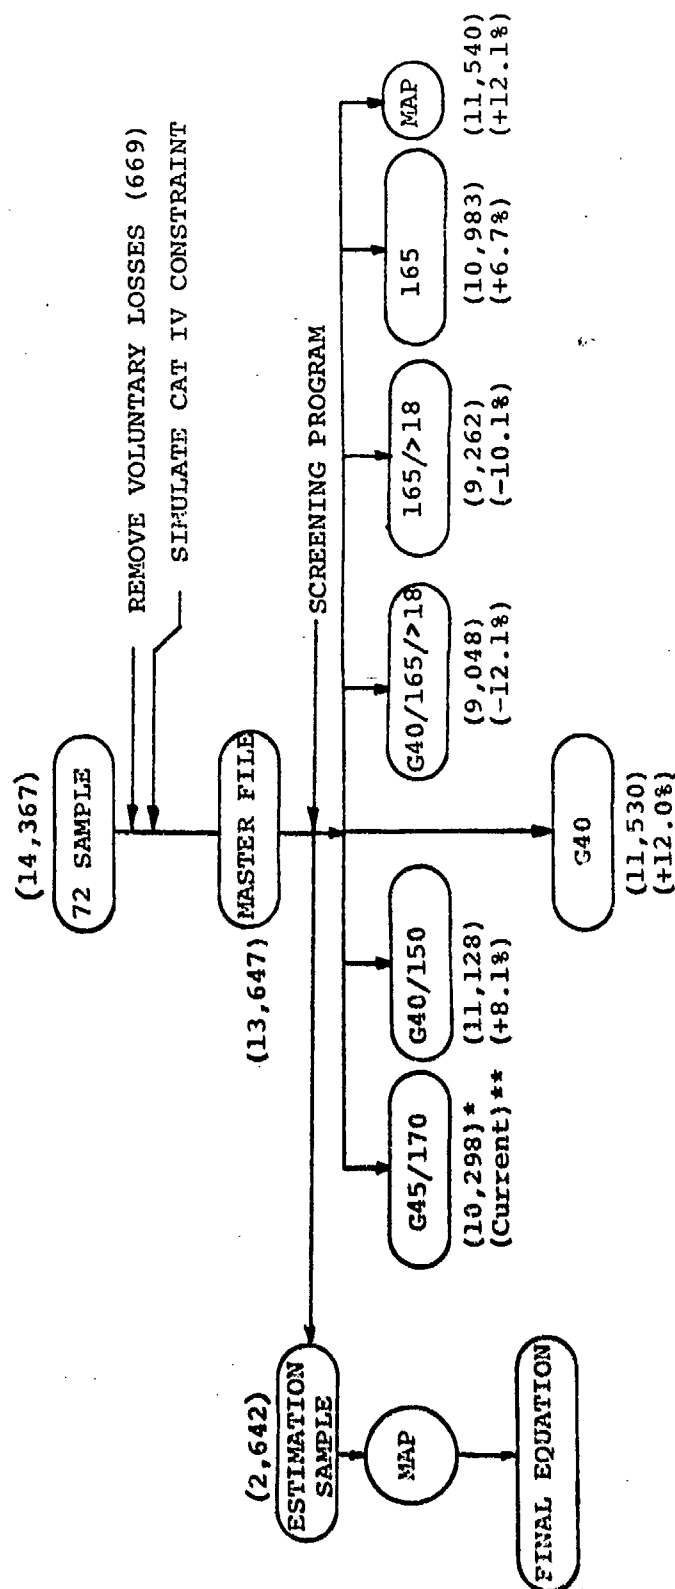 (14,367)
72 SAMPLE
REMOVE VOLUNTARY LOSSES (669)
SIMULATE CAT IV CONSTRAINT
MASTER FILE
(13,647)
SCREENING PROGRAM
(2,642)
ESTIMATION
SAMPLE
MAP
FINAL EQUATION
G45/170
(10,298)*
(Current)**
G40/150
(11,128)
(+8.1%)
G40
(11,530)
(+12.0%)
G40/165/>18
(9,048)
(-12.1%)
165/>18
(9,262)
(-10.1%)
165
(10,983)
(+6.7%)
MAP
(11,540)
(+12.1%)